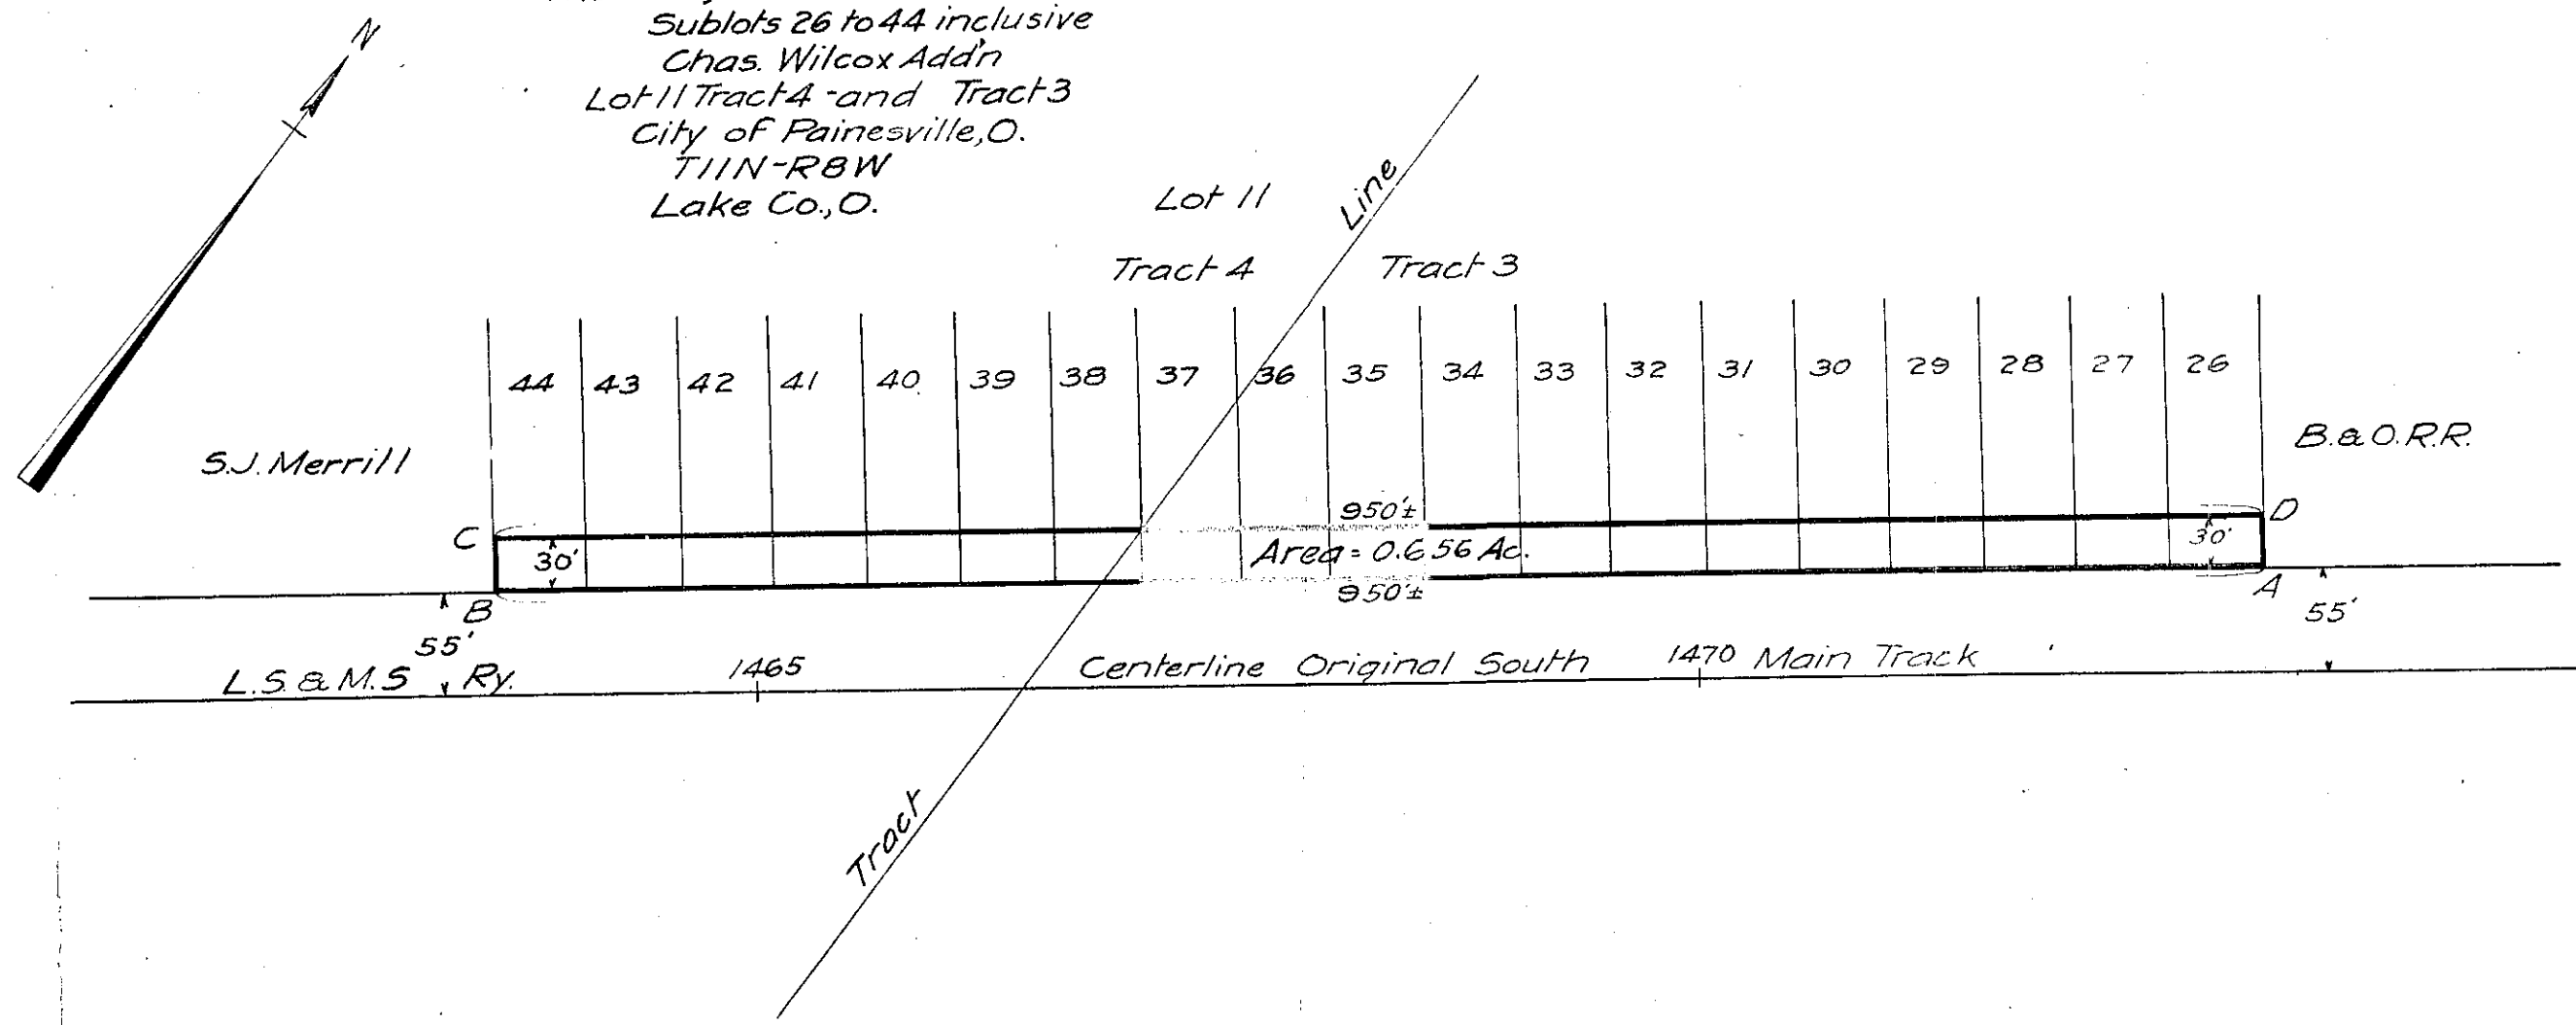 N
Sublots 26 to 44 inclusive
Chas. Wilcox Add'n
Lot 11 Tract 4 - and Tract 3
City of Painesville, O.
T11N-R8W
Lake Co., O.
Lot 11
Line
Tract 4
Tract 3
44 43 42 41 40 39 38 37 36 35 34 33 32 31 30 29 28 27 26
S.J. Merrill
B. & O. R.R.
950'±
C
D
30'
Area = 0.656 Ac.
30'
950'±
B
A
55'
55'
L.S. & M.S Ry.
1465
Centerline Original South
1470
Main Track
Tract